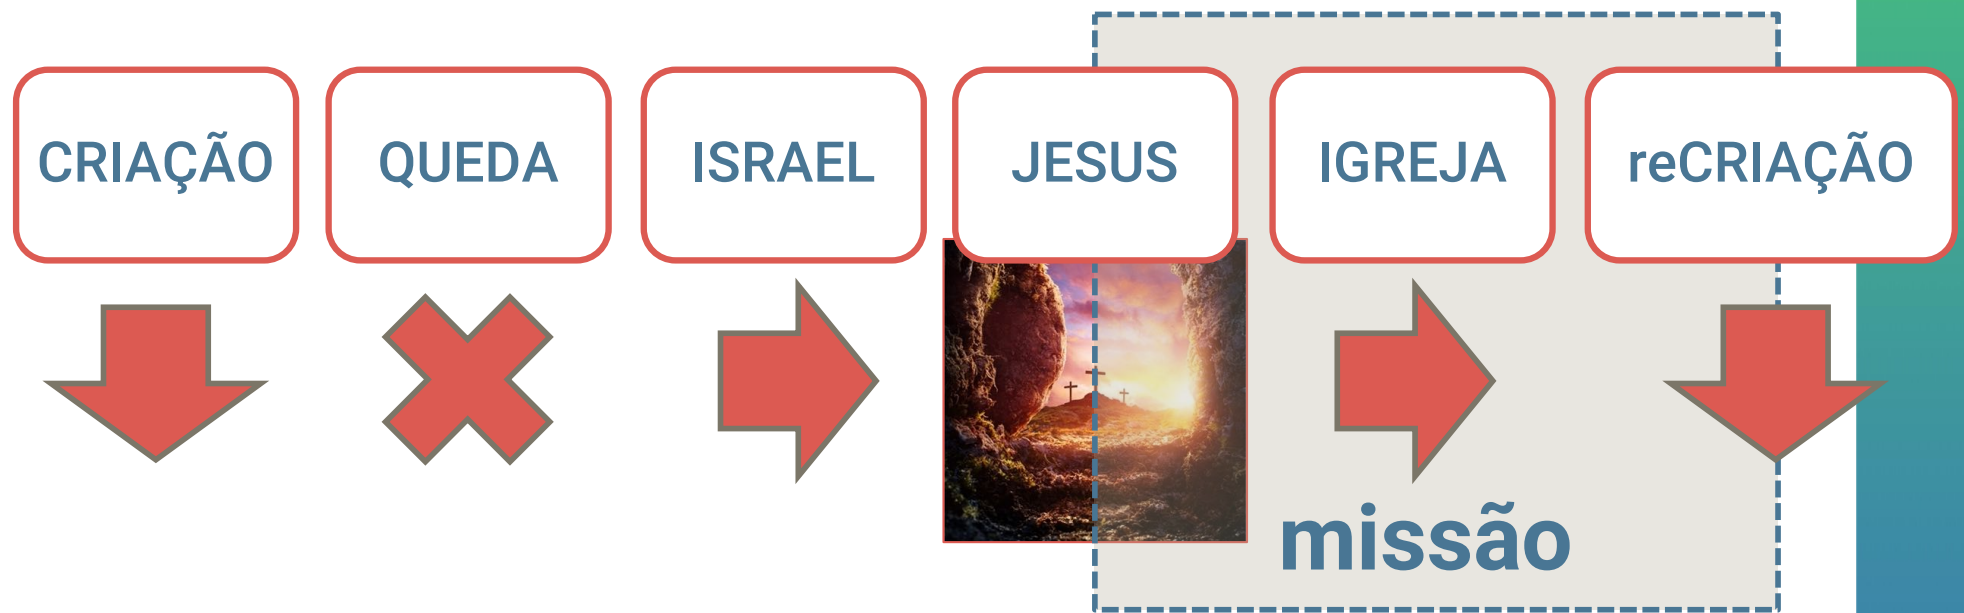 CRIAÇÃO
QUEDA
ISRAEL
JESUS
IGREJA
reCRIAÇÃO
missão